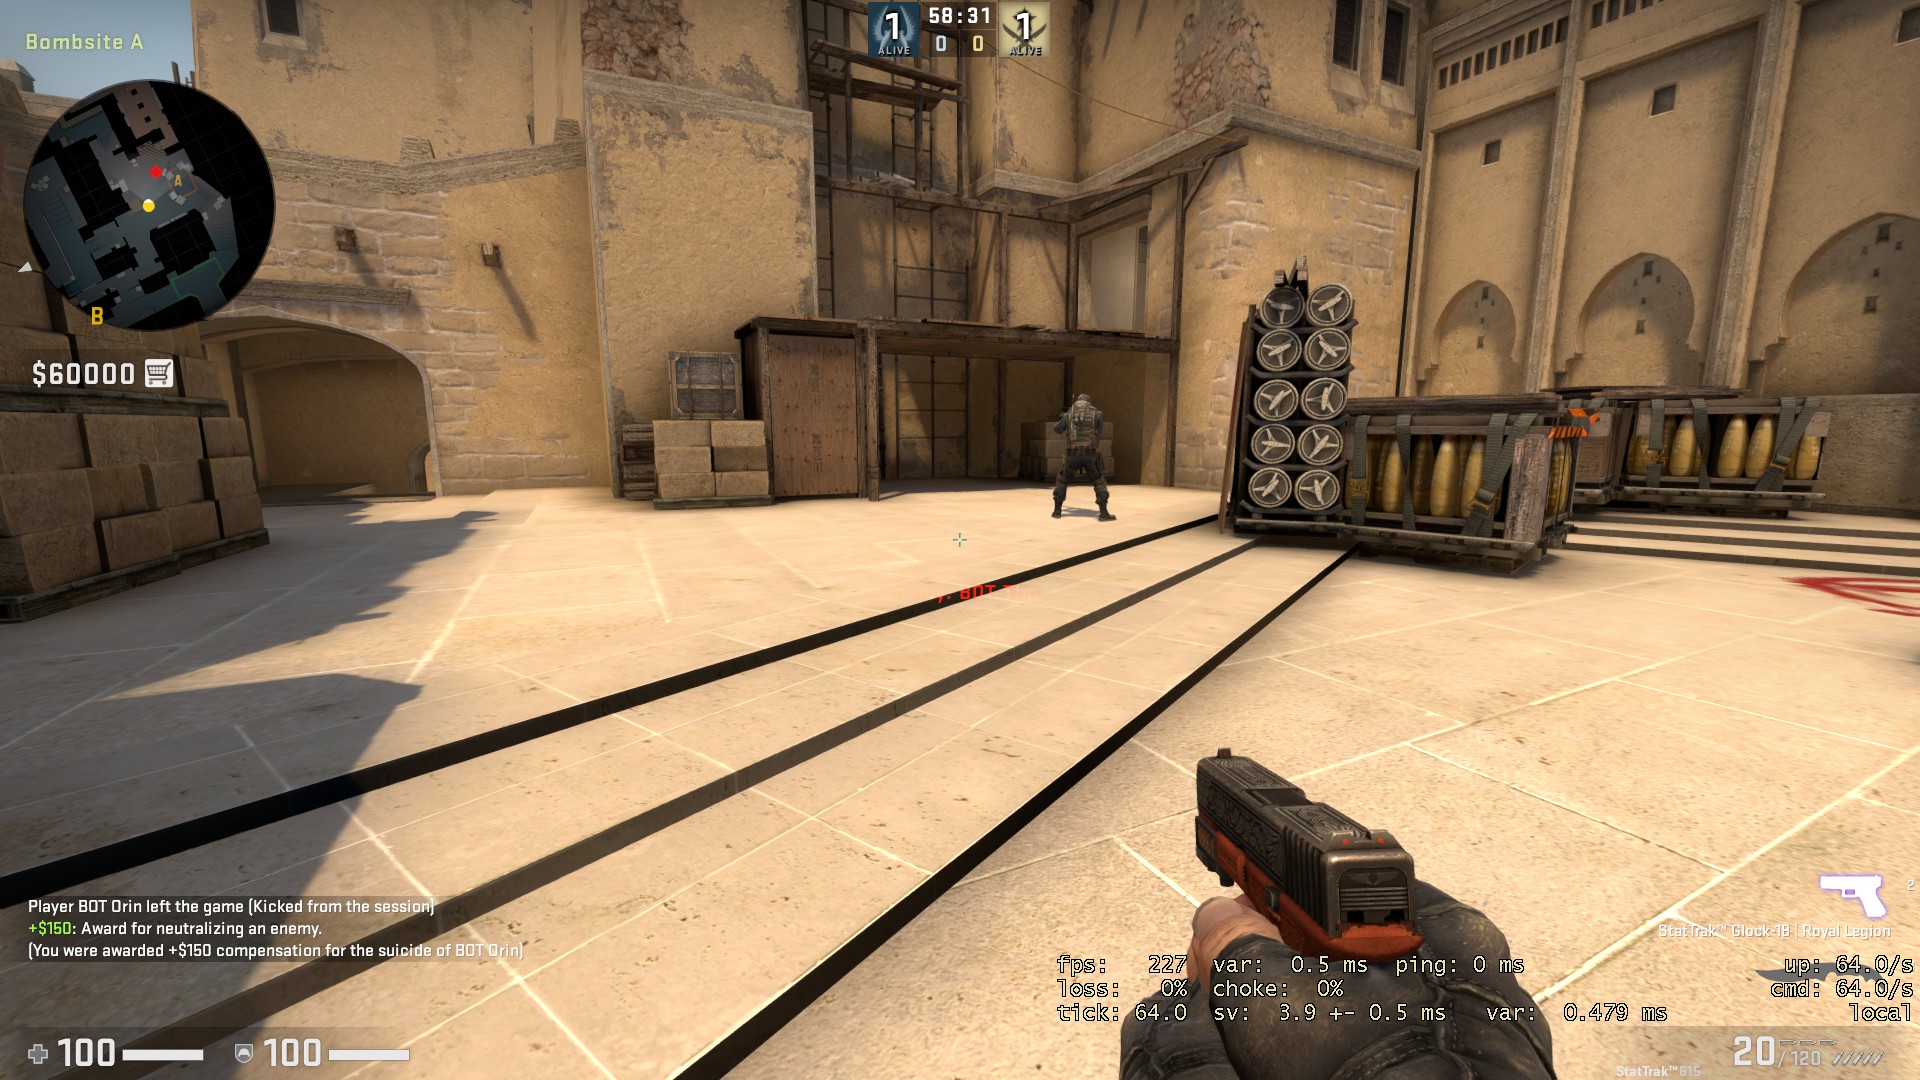 Bombsite A
1 ALIVE
58:31
0 0
1 ALIVE
A
B
$60000
BOT
Player BOT Orin left the game (Kicked from the session)
+$150: Award for neutralizing an enemy.
(You were awarded +$150 compensation for the suicide of BOT Orin)
2
StatTrak™ Glock-18 | Royal Legion
fps: 227 var: 0.5 ms ping: 0 ms
loss: 0% choke: 0%
tick: 64.0 sv: 3.9 +- 0.5 ms var: 0.479 ms
up: 64.0/s
cmd: 64.0/s
local
100 100
20 / 120
StatTrak™815